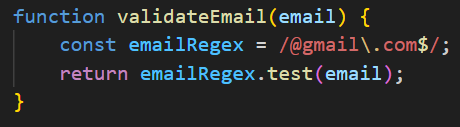 function validateEmail(email) {
    const emailRegex = /@gmail\.com$/;
    return emailRegex.test(email);
}